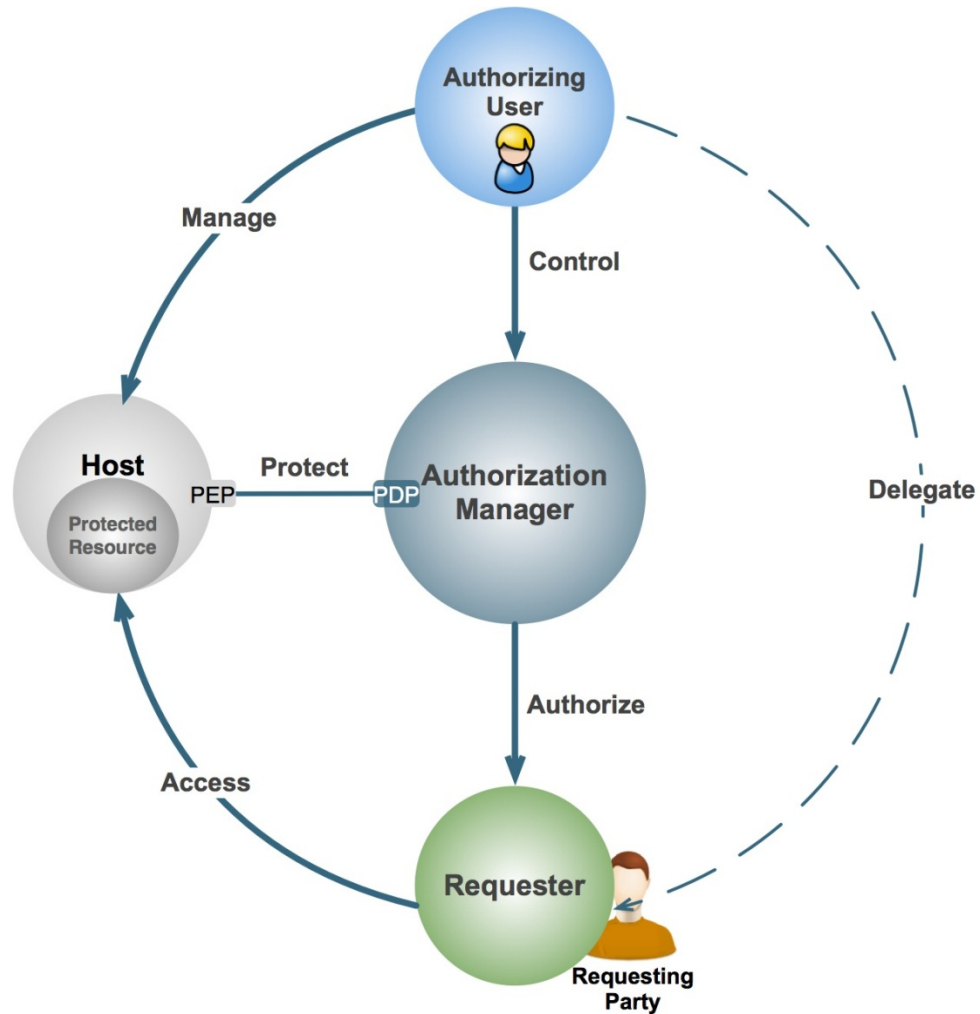 Authorizing
User
Manage
Control
Host
Protected
Resource
PEP
Protect
PDP
Authorization
Manager
Delegate
Authorize
Access
Requester
Requesting
Party